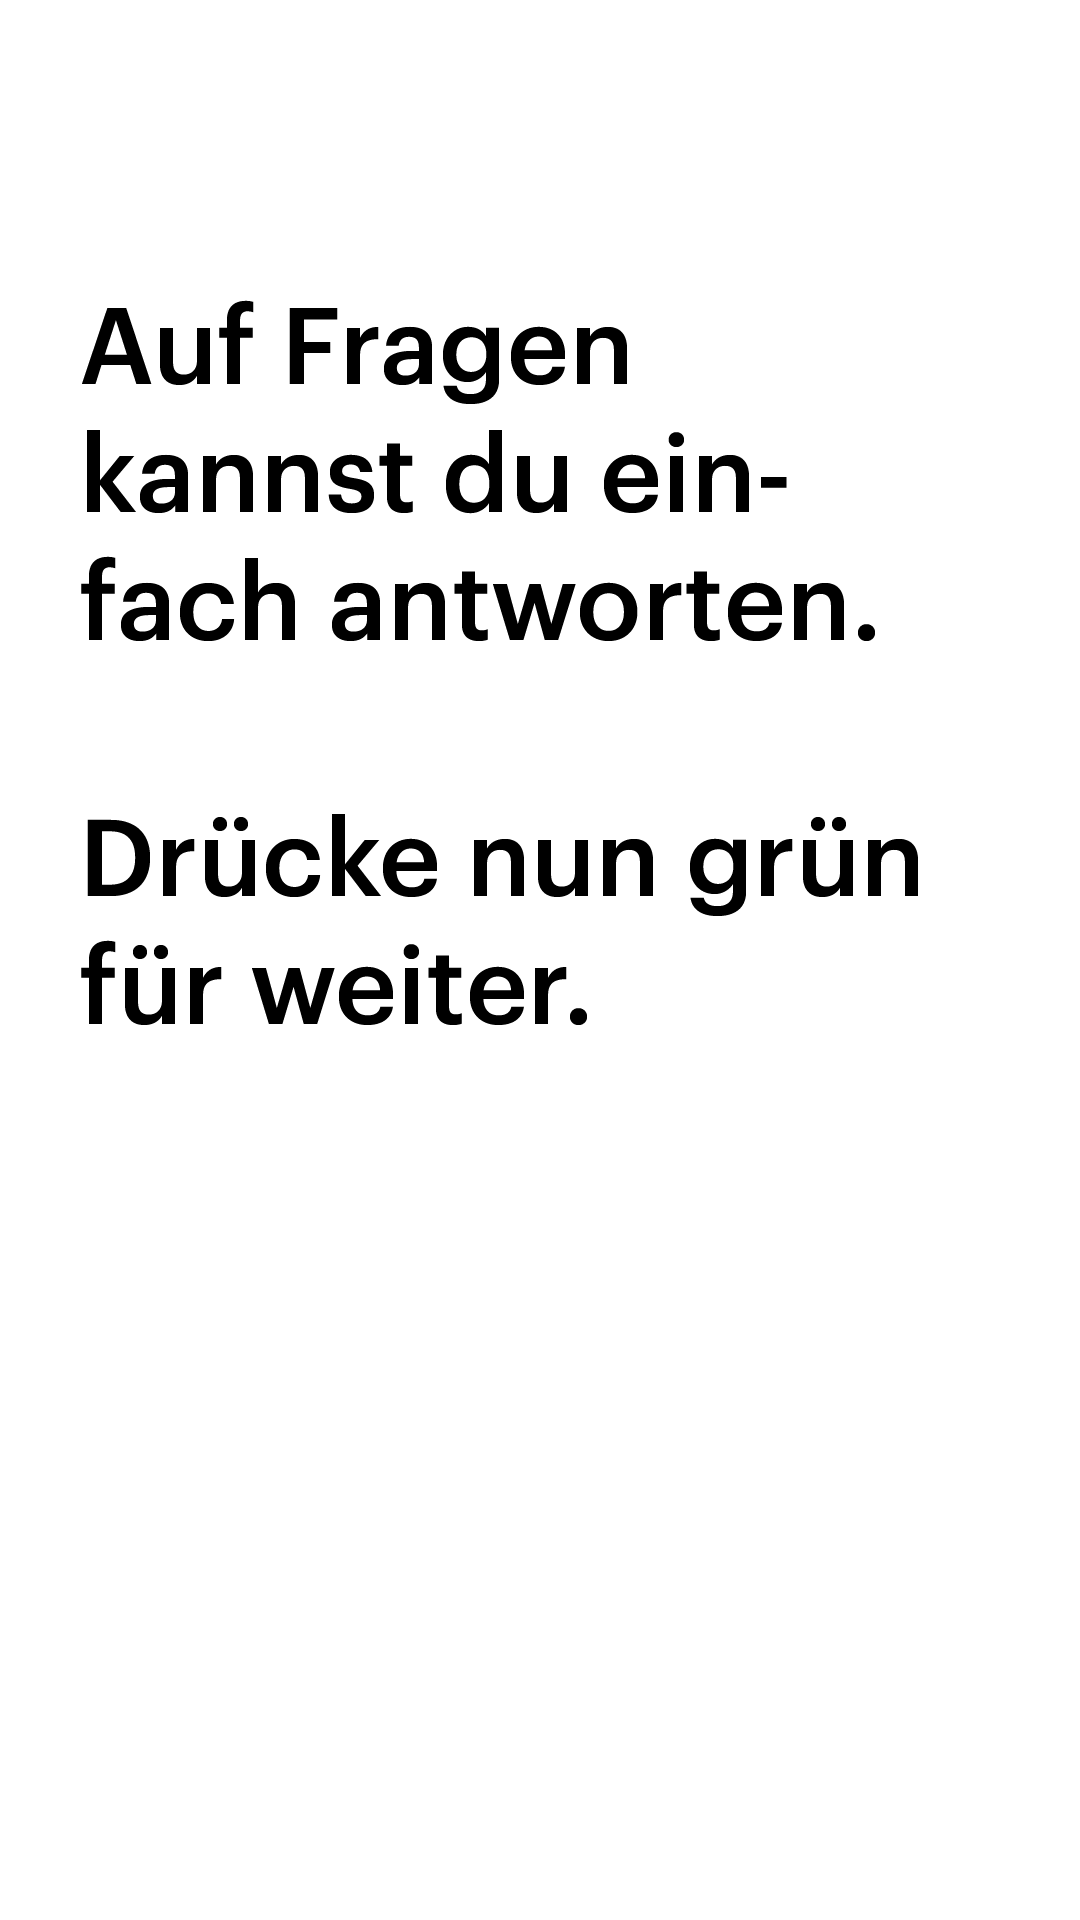 Auf Fragen
kannst du ein-
fach antworten.
Drücke nun grün
für weiter.